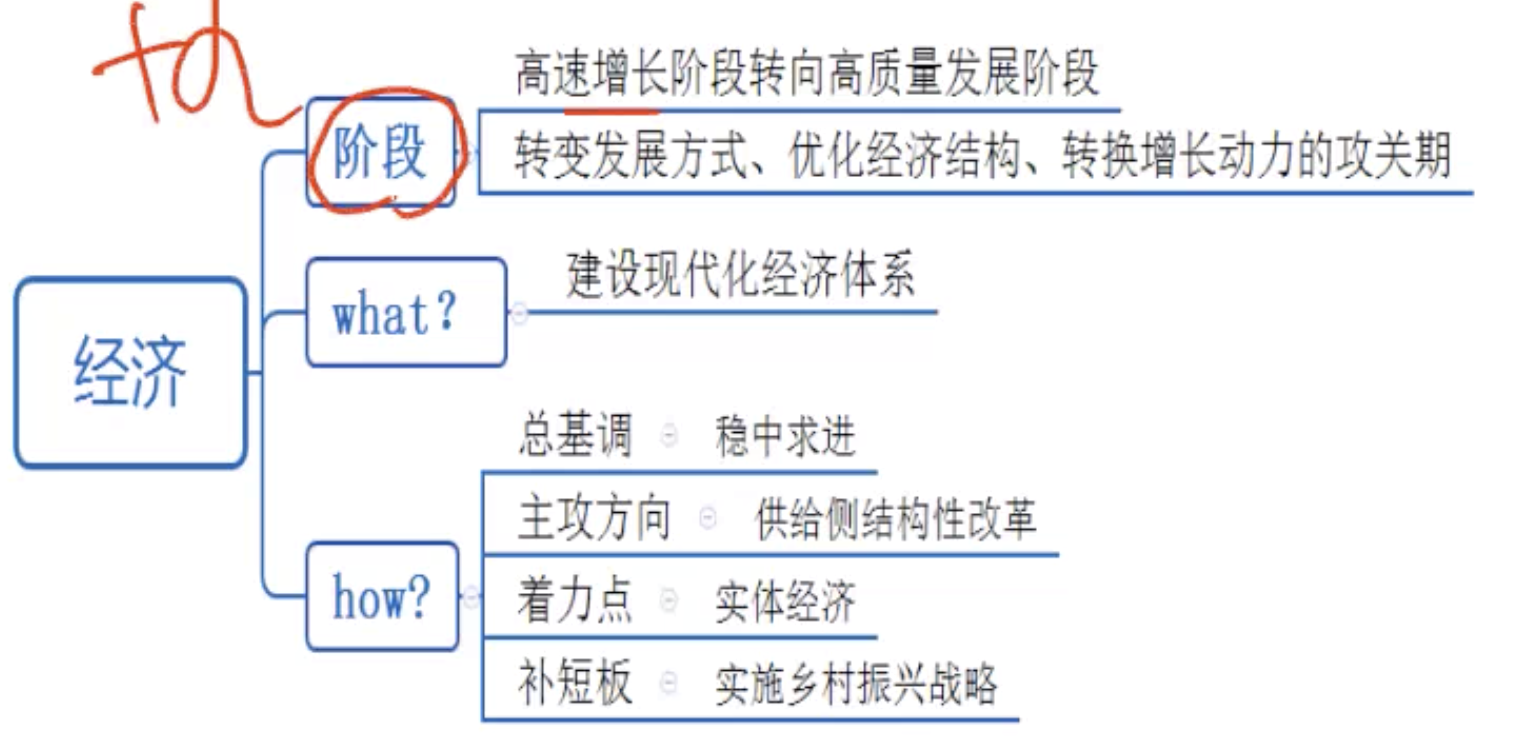 高速增长阶段转向高质量发展阶段
阶段
转变发展方式、优化经济结构、转换增长动力的攻关期
建设现代化经济体系
what?
经济
总基调 稳中求进
主攻方向 供给侧结构性改革
how?
着力点 实体经济
补短板 实施乡村振兴战略